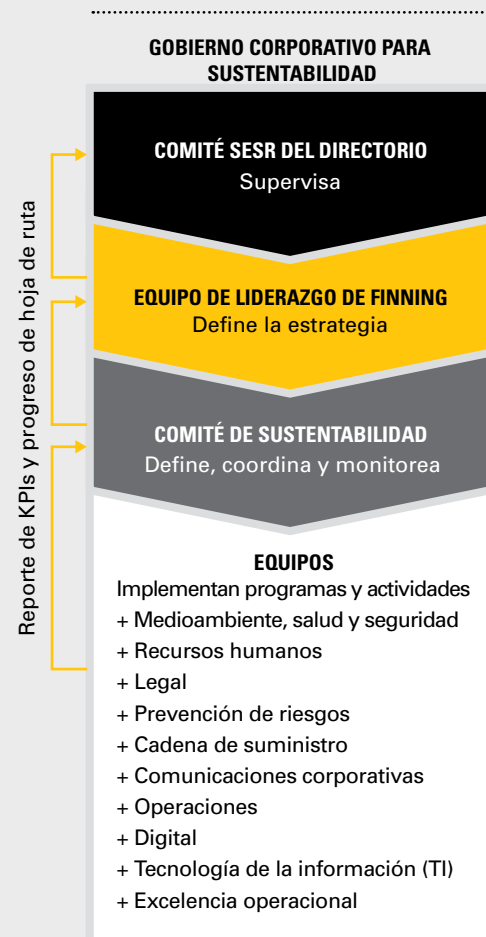 GOBIERNO CORPORATIVO PARA
SUSTENTABILIDAD
COMITÉ SESR DEL DIRECTORIO
Supervisa
EQUIPO DE LIDERAZGO DE FINNING
Define la estrategia
COMITÉ DE SUSTENTABILIDAD
Define, coordina y monitorea
EQUIPOS
Implementan programas y actividades
+ Medioambiente, salud y seguridad
+ Recursos humanos
+ Legal
+ Prevención de riesgos
+ Cadena de suministro
+ Comunicaciones corporativas
+ Operaciones
+ Digital
+ Tecnología de la información (TI)
+ Excelencia operacional
Reporte de KPIs y progreso de hoja de ruta